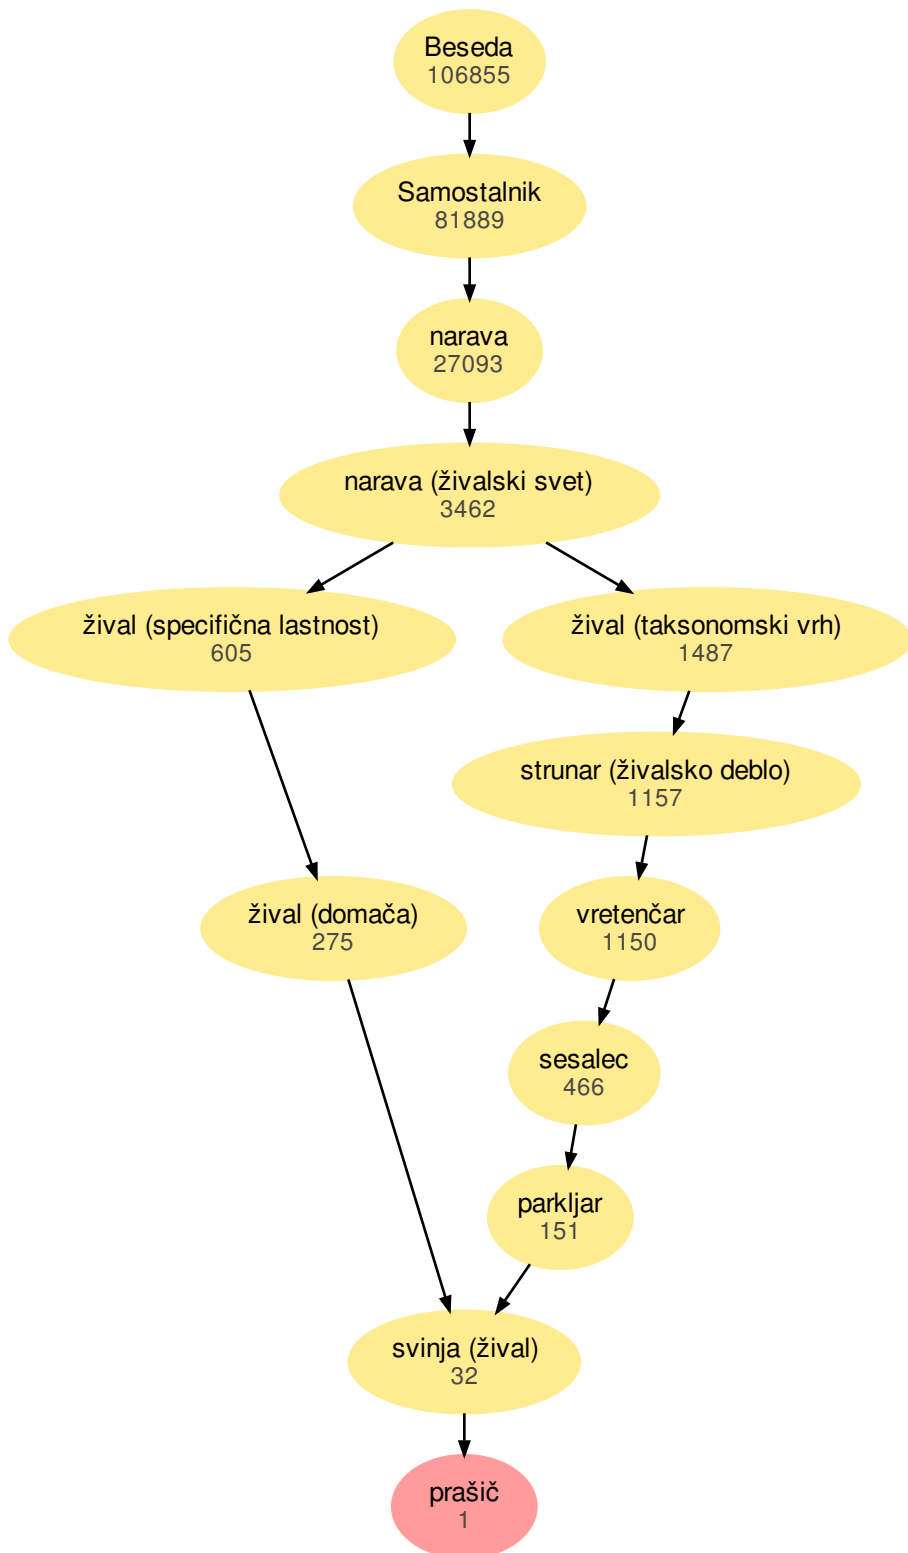 Beseda
106855
Samostalnik
81889
narava
27093
narava (živalski svet)
3462
žival (specifična lastnost)
605
žival (taksonomski vrh)
1487
strunar (živalsko deblo)
1157
žival (domača)
275
vretenčar
1150
sesalec
466
parkljar
151
svinja (žival)
32
prašič
1